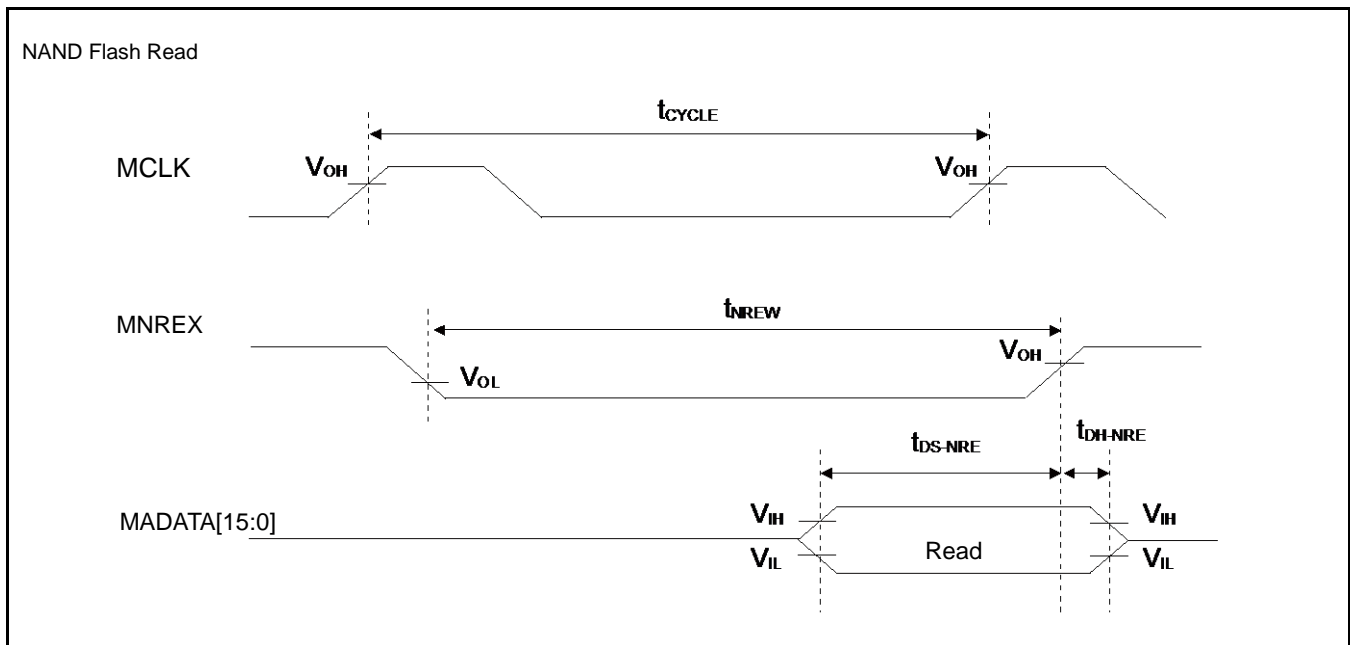 NAND Flash Read
tCYCLE
MCLK
VOH
VOH
tNREW
MNREX
VOH
VOL
tDS-NRE
tDH-NRE
MADATA[15:0]
VIH
VIH
Read
VIL
VIL